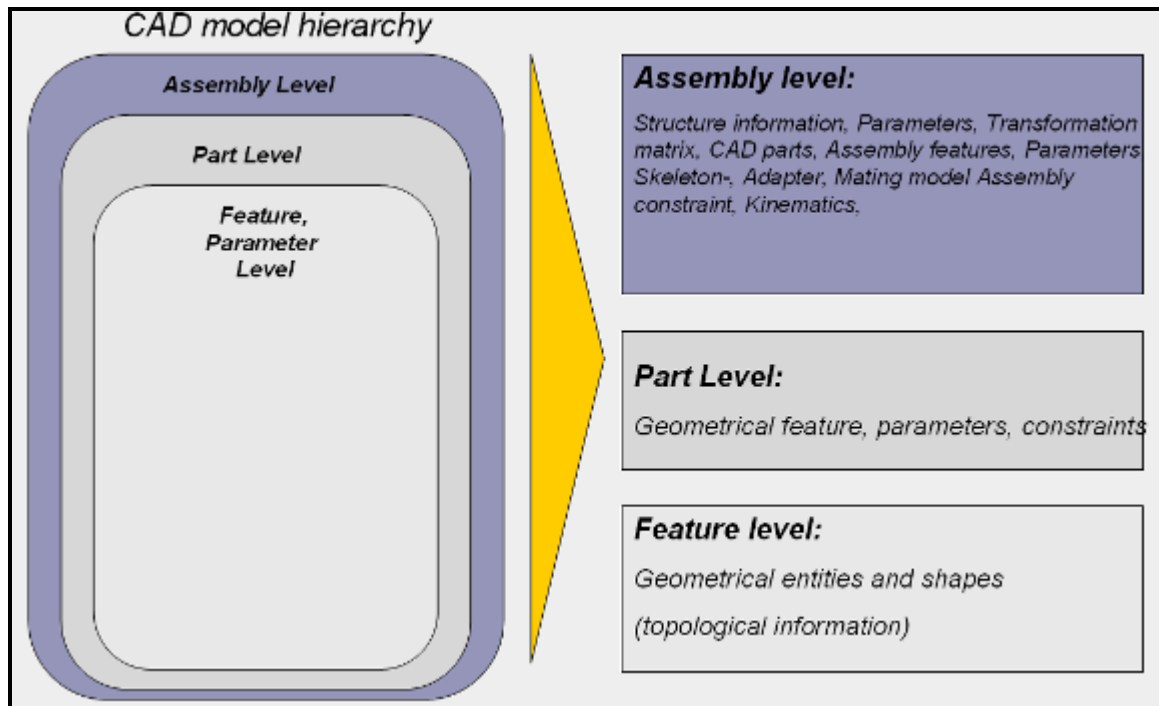 CAD model hierarchy
Assembly Level
Part Level
Feature,
Parameter
Level
Assembly level:
Structure information, Parameters, Transformation
matrix, CAD parts, Assembly features, Parameters
Skeleton-, Adapter, Mating model Assembly
constraint, Kinematics,
Part Level:
Geometrical feature, parameters, constraints
Feature level:
Geometrical entities and shapes
(topological information)